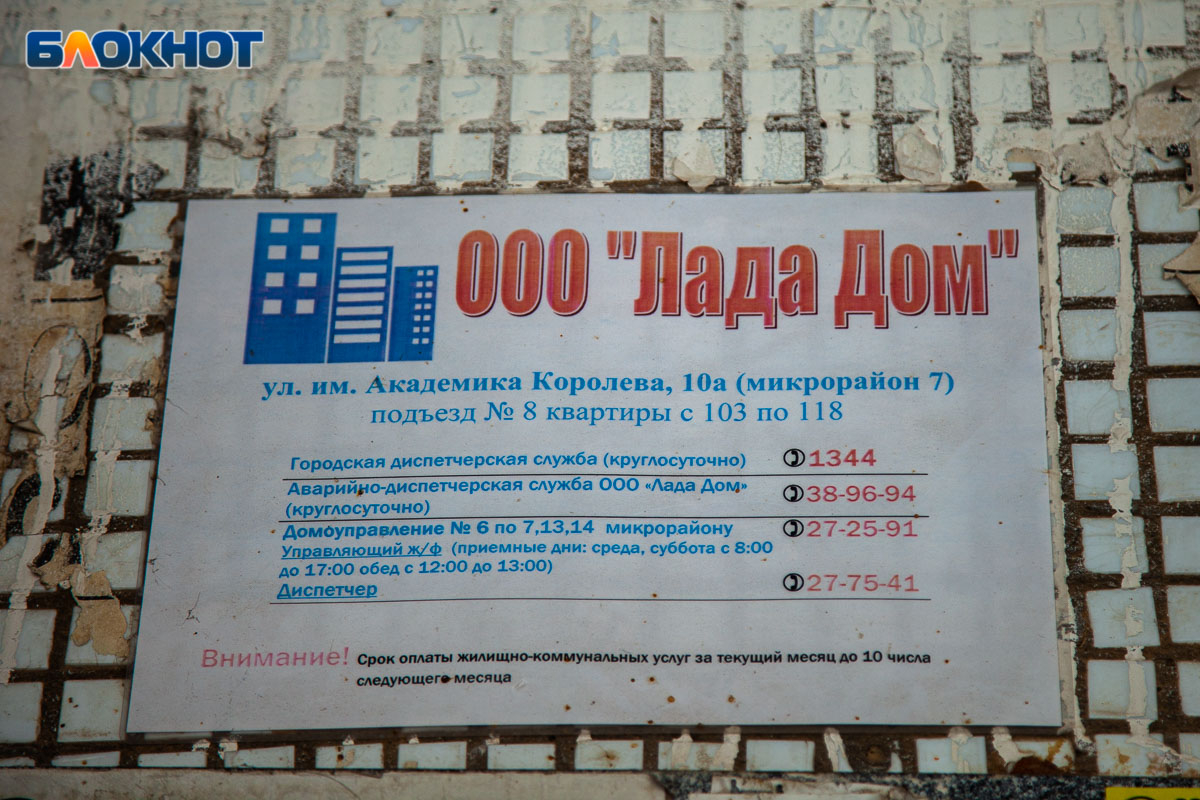 БЛОКНОТ
ООО "Лада Дом"
ул. им. Академика Королева, 10а (микрорайон 7)
подъезд № 8 квартиры с 103 по 118
Городская диспетчерская служба (круглосуточно) 1344
Аварийно-диспетчерская служба ООО «Лада Дом» 38-96-94
(круглосуточно)
Домоуправление № 6 по 7,13,14 микрорайону 27-25-91
Управляющий ж/ф (приемные дни: среда, суббота с 8:00
до 17:00 обед с 12:00 до 13:00)
Диспетчер 27-75-41
Внимание! Срок оплаты жилищно-коммунальных услуг за текущий месяц до 10 числа
следующего месяца